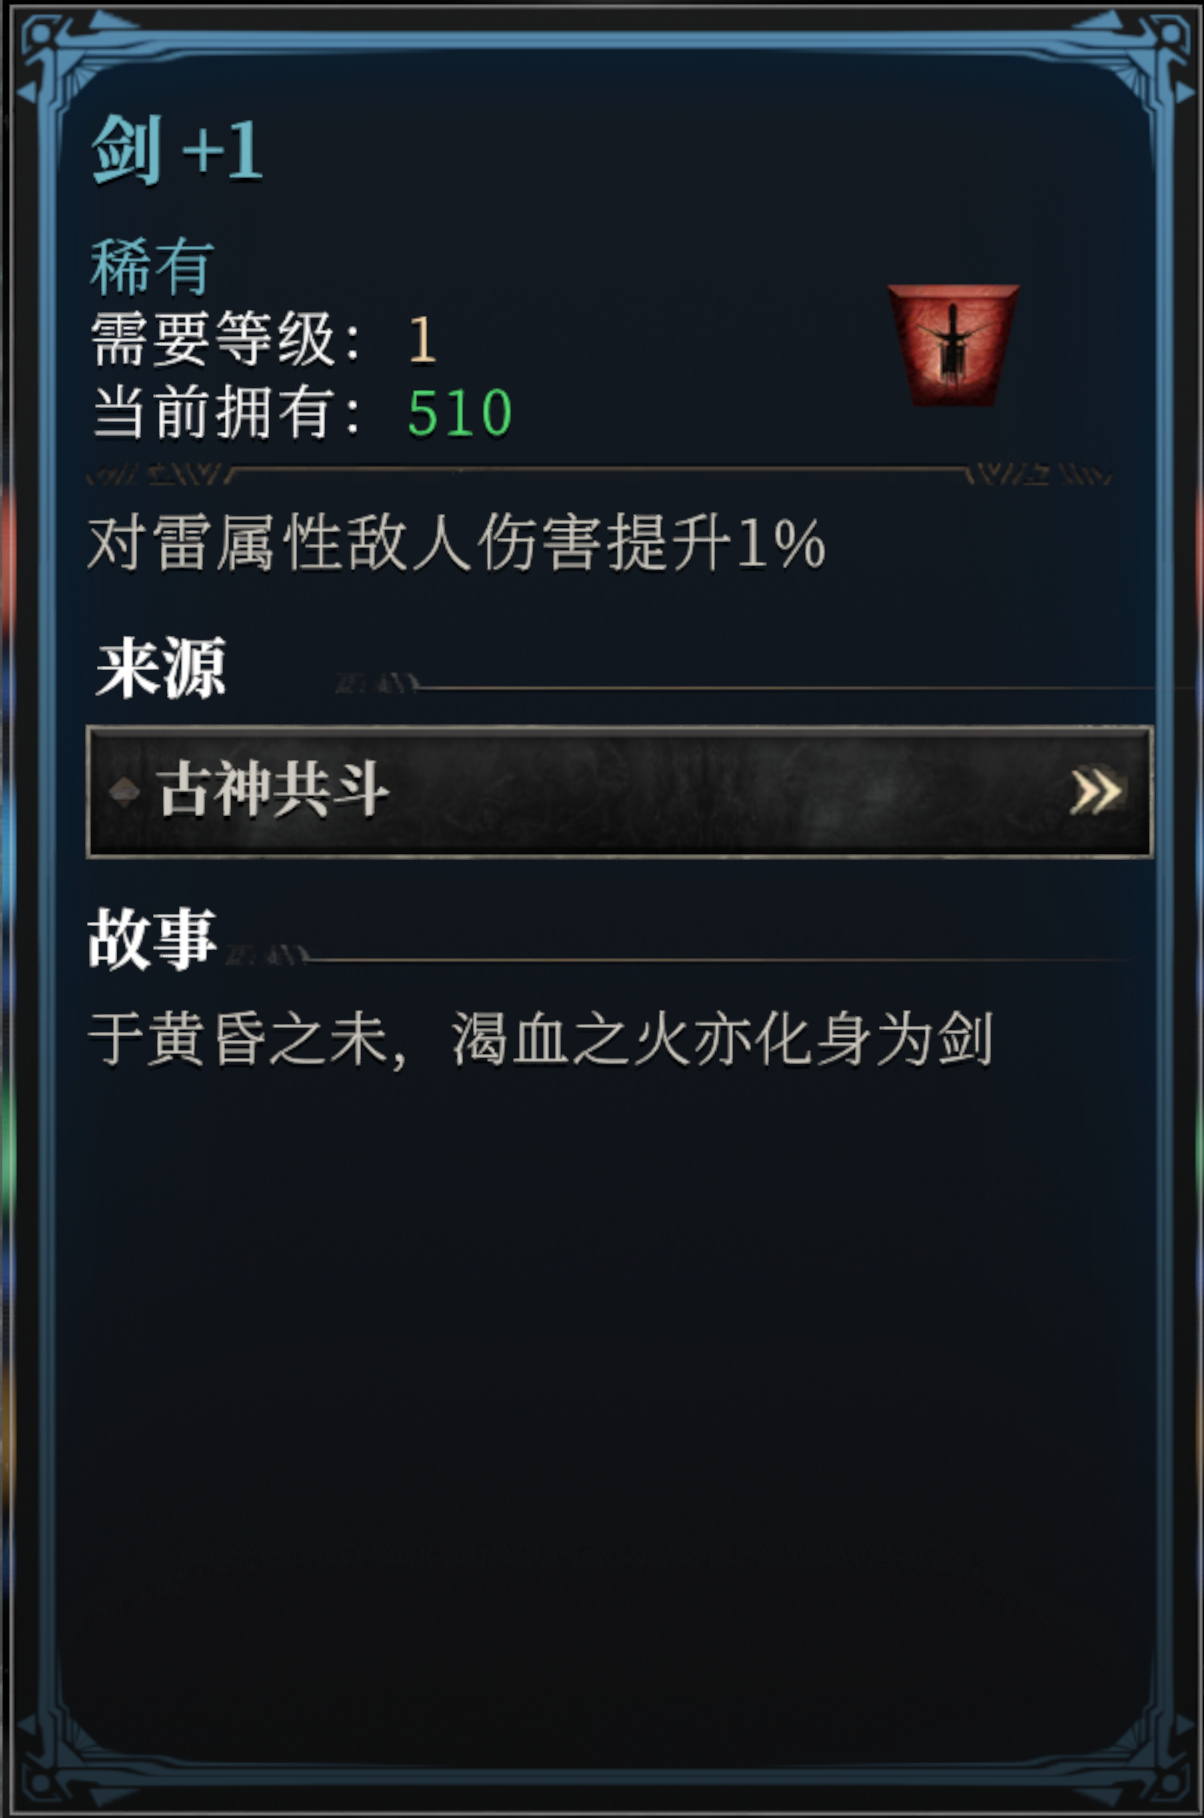 剑 +1
稀有
需要等级： 1
当前拥有： 510
对雷属性敌人伤害提升1%
来源
古神共斗
故事
于黄昏之末，渴血之火亦化身为剑